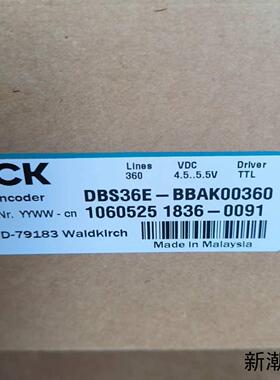 CK
Lines VDC Driver
360 4.5..5.5V TTL
ncoder DBS36E-BBAK00360
Nr. YYWW-cn 1060525 1836-0091
D-79183 Waldkirch
Made in Malaysia
新潮